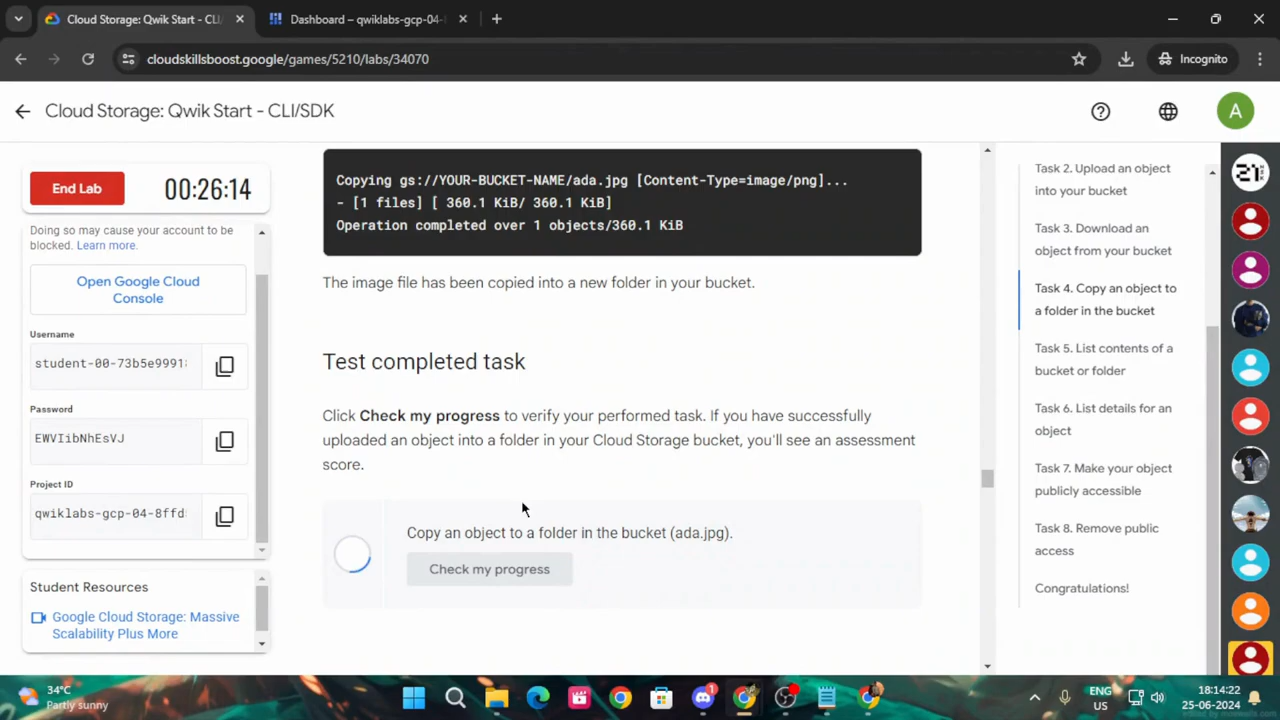 Cloud Storage: Qwik Start - CLI
Dashboard – qwiklabs-gcp-04-
cloudskillsboost.google/games/5210/labs/34070
Incognito
Cloud Storage: Qwik Start - CLI/SDK
A
End Lab
00:26:14
Doing so may cause your account to be
blocked. Learn more.
Open Google Cloud
Console
Username
student-00-73b5e9991
Password
EWVIibNhEsVJ
Project ID
qwiklabs-gcp-04-8ffd
Student Resources
Google Cloud Storage: Massive
Scalability Plus More
Copying gs://YOUR-BUCKET-NAME/ada.jpg [Content-Type=image/png]...
- [1 files] [ 360.1 KiB/ 360.1 KiB]
Operation completed over 1 objects/360.1 KiB
The image file has been copied into a new folder in your bucket.
Test completed task
Click Check my progress to verify your performed task. If you have successfully
uploaded an object into a folder in your Cloud Storage bucket, you'll see an assessment
score.
Copy an object to a folder in the bucket (ada.jpg).
Check my progress
Task 2. Upload an object
into your bucket
Task 3. Download an
object from your bucket
Task 4. Copy an object to
a folder in the bucket
Task 5. List contents of a
bucket or folder
Task 6. List details for an
object
Task 7. Make your object
publicly accessible
Task 8. Remove public
access
Congratulations!
34°C
Partly sunny
1
ENG
US
18:14:22
25-06-2024